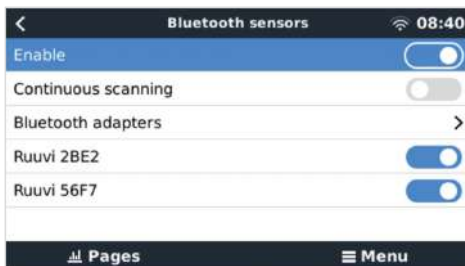 Bluetooth sensors 08:40
Enable
Continuous scanning
Bluetooth adapters
Ruuvi 2BE2
Ruuvi 56F7
Pages Menu